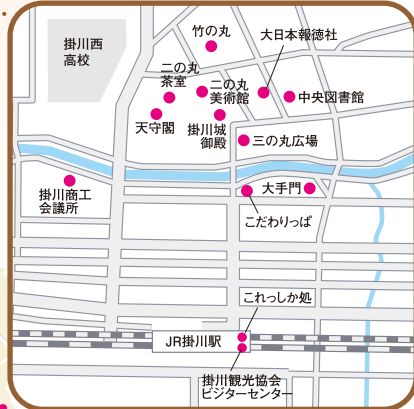 竹の丸
大日本報徳社
掛川西
高校
二の丸
茶室
二の丸
美術館
中央図書館
天守閣
掛川城
御殿
三の丸広場
掛川商工
会議所
大手門
こだわりっぱ
これっしか処
JR掛川駅
掛川観光協会
ビジターセンター